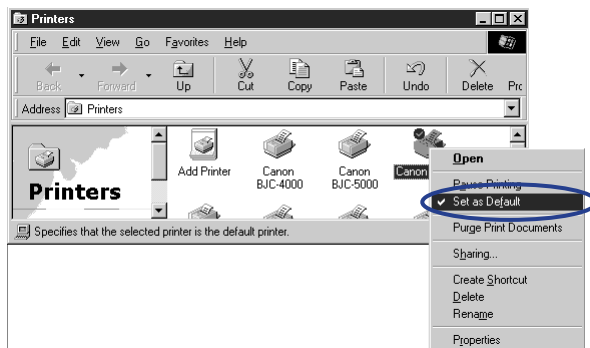 Printers
File Edit View Go Favorites Help
Back Forward Up Cut Copy Paste Undo Delete
Address Printers
Printers
Add Printer
Canon
BJC-4000
Canon
BJC-5000
Canon
Open
Pause Printing
Set as Default
Purge Print Documents
Sharing...
Create Shortcut
Delete
Rename
Properties
Specifies that the selected printer is the default printer.